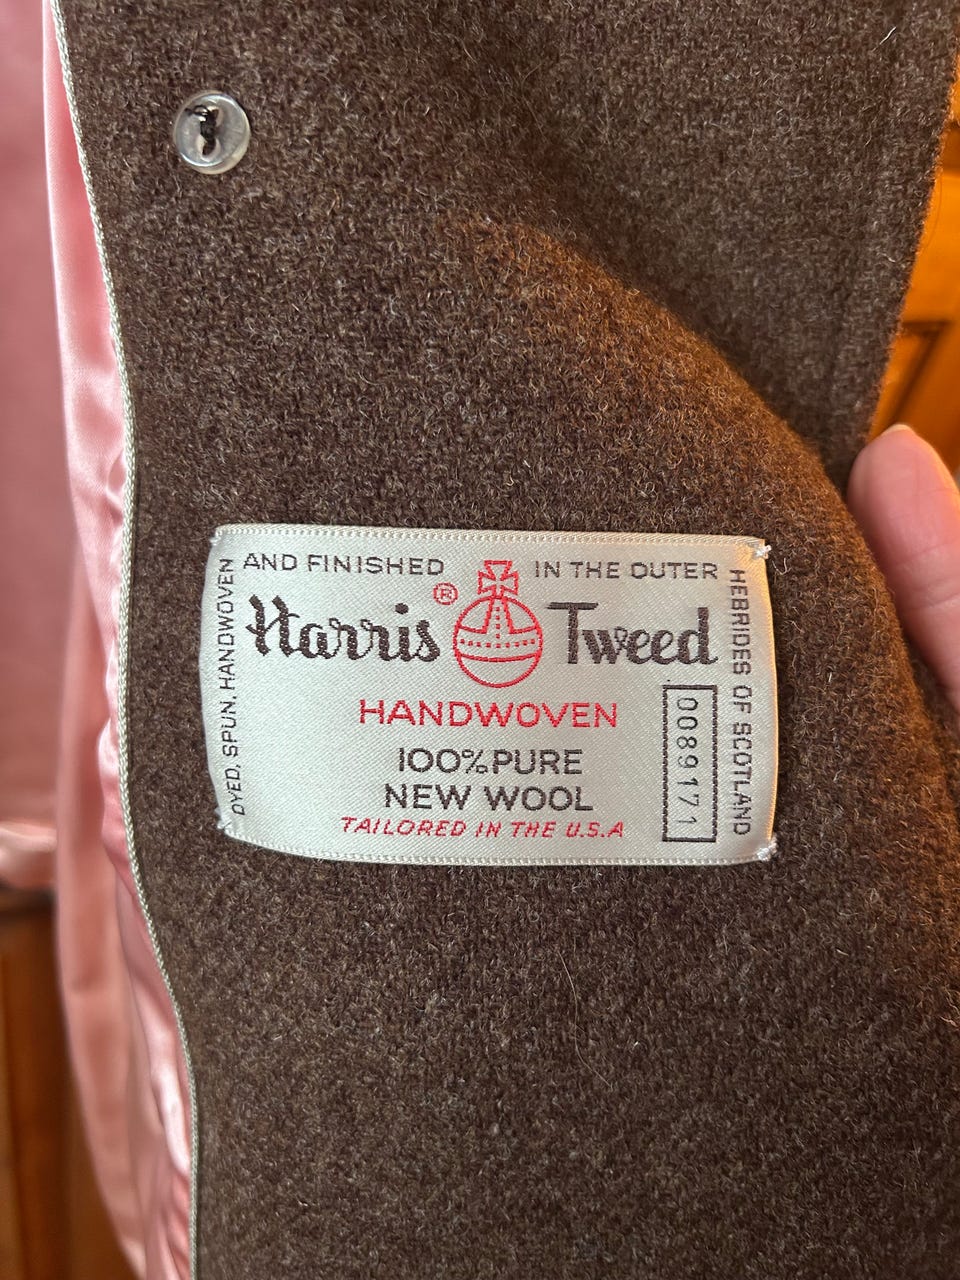 DYED, SPUN, HANDWOVEN
AND FINISHED
IN THE OUTER
HEBRIDES OF SCOTLAND
Harris ® Tweed
HANDWOVEN
100% PURE
NEW WOOL
TAILORED IN THE U.S.A
0089171